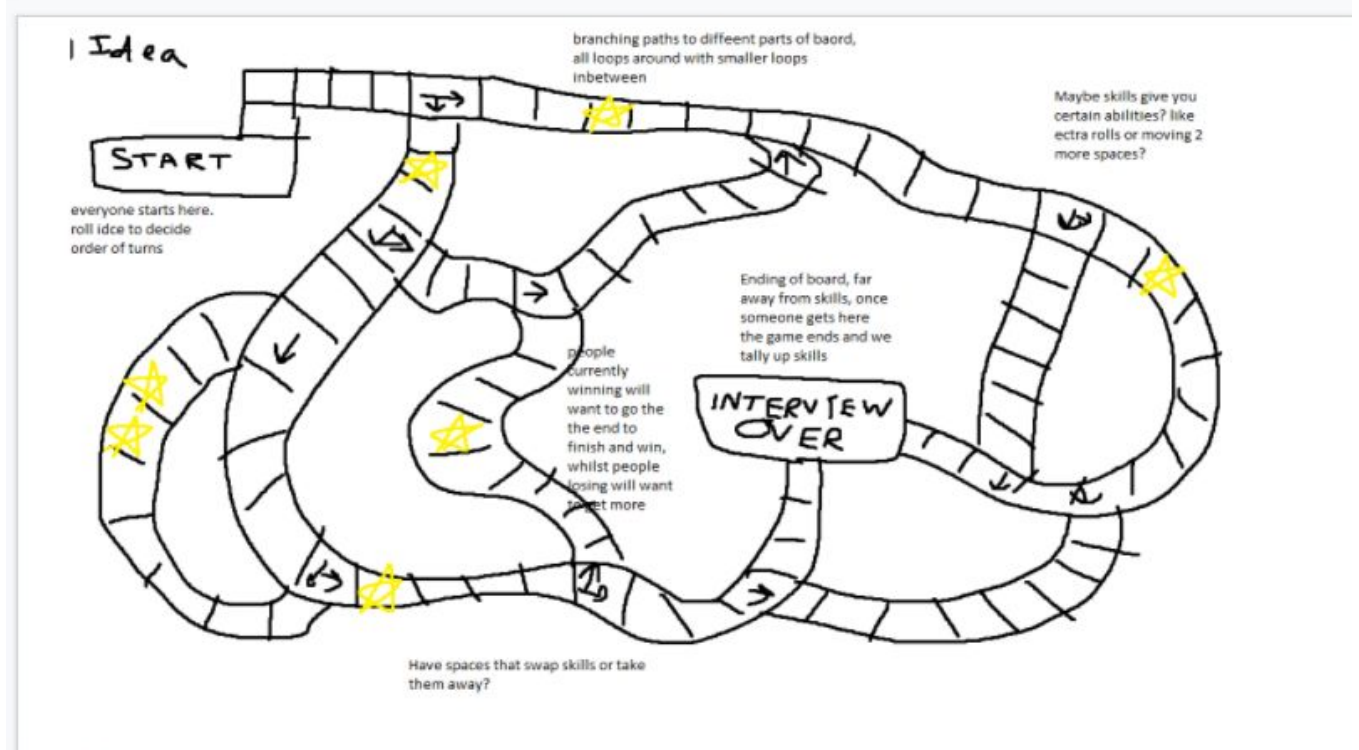 1 Idea
branching paths to diffeent parts of baord,
all loops around with smaller loops
inbetween
Maybe skills give you
certain abilities? like
ectra rolls or moving 2
more spaces?
START
everyone starts here.
roll idce to decide
order of turns
Ending of board, far
away from skills, once
someone gets here
the game ends and we
tally up skills
people
currently
winning will
want to go the
the end to
finish and win,
whilst people
losing will want
to get more
INTERVIEW
OVER
Have spaces that swap skills or take
them away?